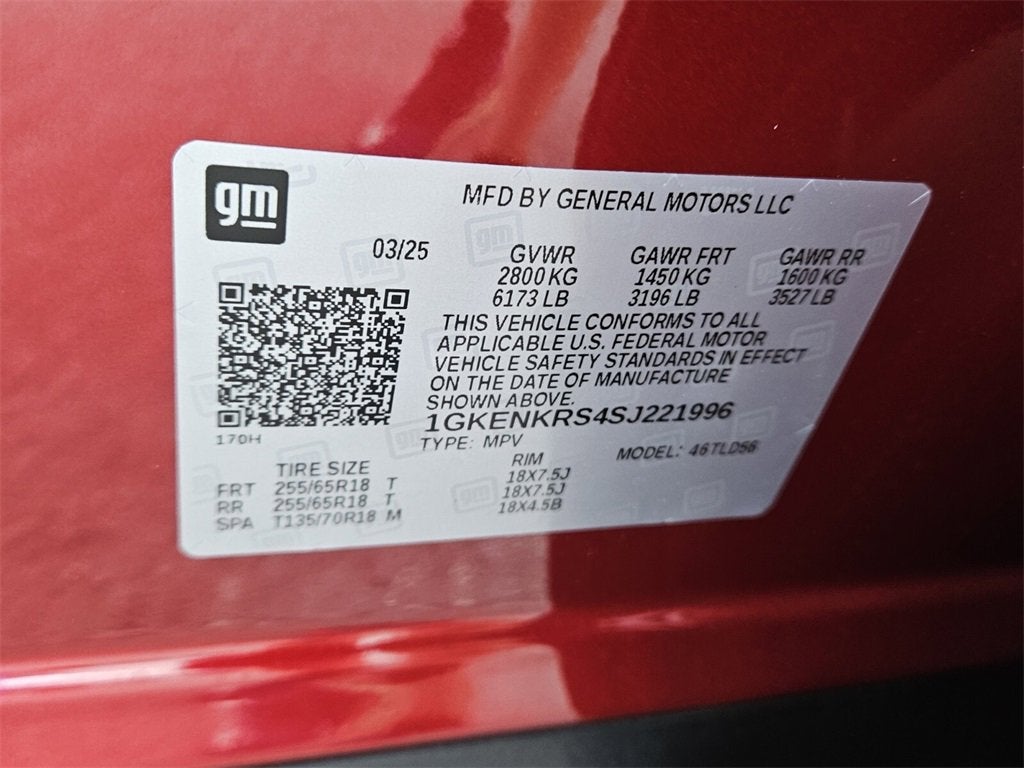 gm
MFD BY GENERAL MOTORS LLC
03/25 GVWR GAWR FRT GAWR RR
2800 KG 1450 KG 1600 KG
6173 LB 3196 LB 3527 LB
THIS VEHICLE CONFORMS TO ALL
APPLICABLE U.S. FEDERAL MOTOR
VEHICLE SAFETY STANDARDS IN EFFECT
ON THE DATE OF MANUFACTURE
SHOWN ABOVE.
1GKENKRS4SJ221996
170H
TYPE: MPV MODEL: 46TLD56
TIRE SIZE RIM
FRT 255/65R18 T 18X7.5J
RR 255/65R18 T 18X7.5J
SPA T135/70R18 M 18X4.5B